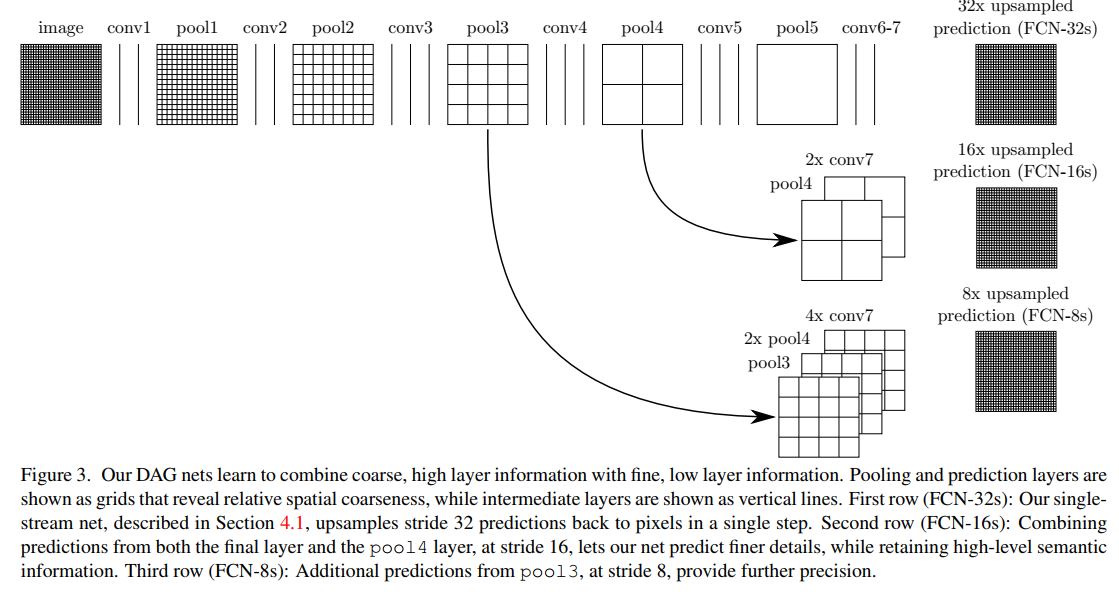 32x upsampled
image conv1 pool1 conv2 pool2 conv3 pool3 conv4 pool4 conv5 pool5 conv6-7 prediction (FCN-32s)
16x upsampled
prediction (FCN-16s)
2x conv7
pool4
8x upsampled
prediction (FCN-8s)
4x conv7
2x pool4
pool3
Figure 3. Our DAG nets learn to combine coarse, high layer information with fine, low layer information. Pooling and prediction layers are
shown as grids that reveal relative spatial coarseness, while intermediate layers are shown as vertical lines. First row (FCN-32s): Our single-
stream net, described in Section 4.1, upsamples stride 32 predictions back to pixels in a single step. Second row (FCN-16s): Combining
predictions from both the final layer and the pool4 layer, at stride 16, lets our net predict finer details, while retaining high-level semantic
information. Third row (FCN-8s): Additional predictions from pool3, at stride 8, provide further precision.